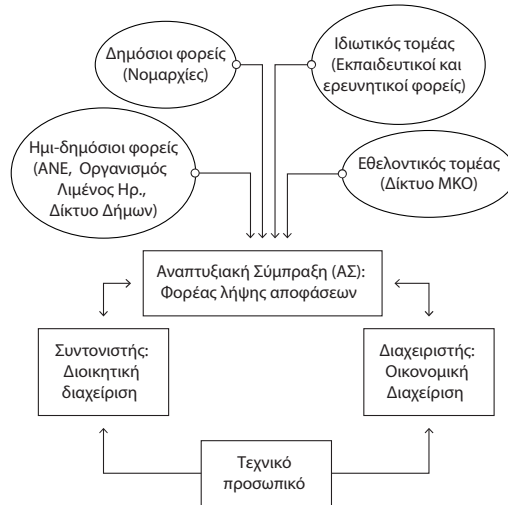 Δημόσιοι φορείς
(Νομαρχίες)
Ιδιωτικός τομέας
(Εκπαιδευτικοί και
ερευνητικοί φορείς)
Ημι-δημόσιοι φορείς
(ΑΝΕ, Οργανισμός
Λιμένος Ηρ.,
Δίκτυο Δήμων)
Εθελοντικός τομέας
(Δίκτυο ΜΚΟ)
Αναπτυξιακή Σύμπραξη (ΑΣ):
Φορέας λήψης αποφάσεων
Συντονιστής:
Διοικητική
διαχείριση
Διαχειριστής:
Οικονομική
Διαχείριση
Τεχνικό
προσωπικό